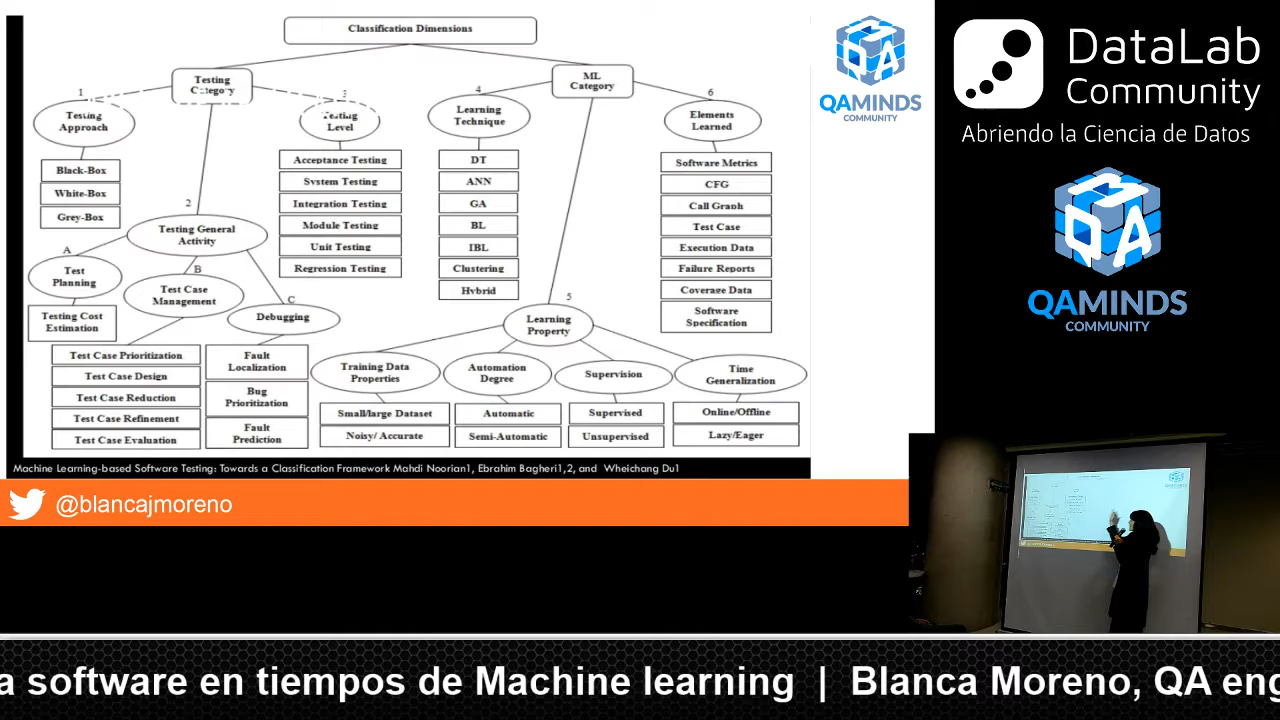 Classification Dimensions
Testing
Category
ML
Category
1
Testing
Approach
Black-Box
White-Box
Grey-Box
3
Testing
Level
Acceptance Testing
System Testing
Integration Testing
Module Testing
Unit Testing
Regression Testing
4
Learning
Technique
DT
ANN
GA
BL
IBL
Clustering
Hybrid
6
Elements
Learned
Software Metrics
CFG
Call Graph
Test Case
Execution Data
Failure Reports
Coverage Data
Software
Specification
2
Testing General
Activity
A
Test
Planning
Testing Cost
Estimation
B
Test Case
Management
Test Case Prioritization
Test Case Design
Test Case Reduction
Test Case Refinement
Test Case Evaluation
C
Debugging
Fault
Localization
Bug
Prioritization
Fault
Prediction
5
Learning
Property
Training Data
Properties
Small/large Dataset
Noisy/ Accurate
Automation
Degree
Automatic
Semi-Automatic
Supervision
Supervised
Unsupervised
Time
Generalization
Online/Offline
Lazy/Eager
Machine Learning-based Software Testing: Towards a Classification Framework Mahdi Noorian1, Ebrahim Bagheri1,2, and Wheichang Du1
@blancajmoreno
QA
QAMINDS
COMMUNITY
DataLab
Community
Abriendo la Ciencia de Datos
QA
QAMINDS
COMMUNITY
a software en tiempos de Machine learning | Blanca Moreno, QA eng